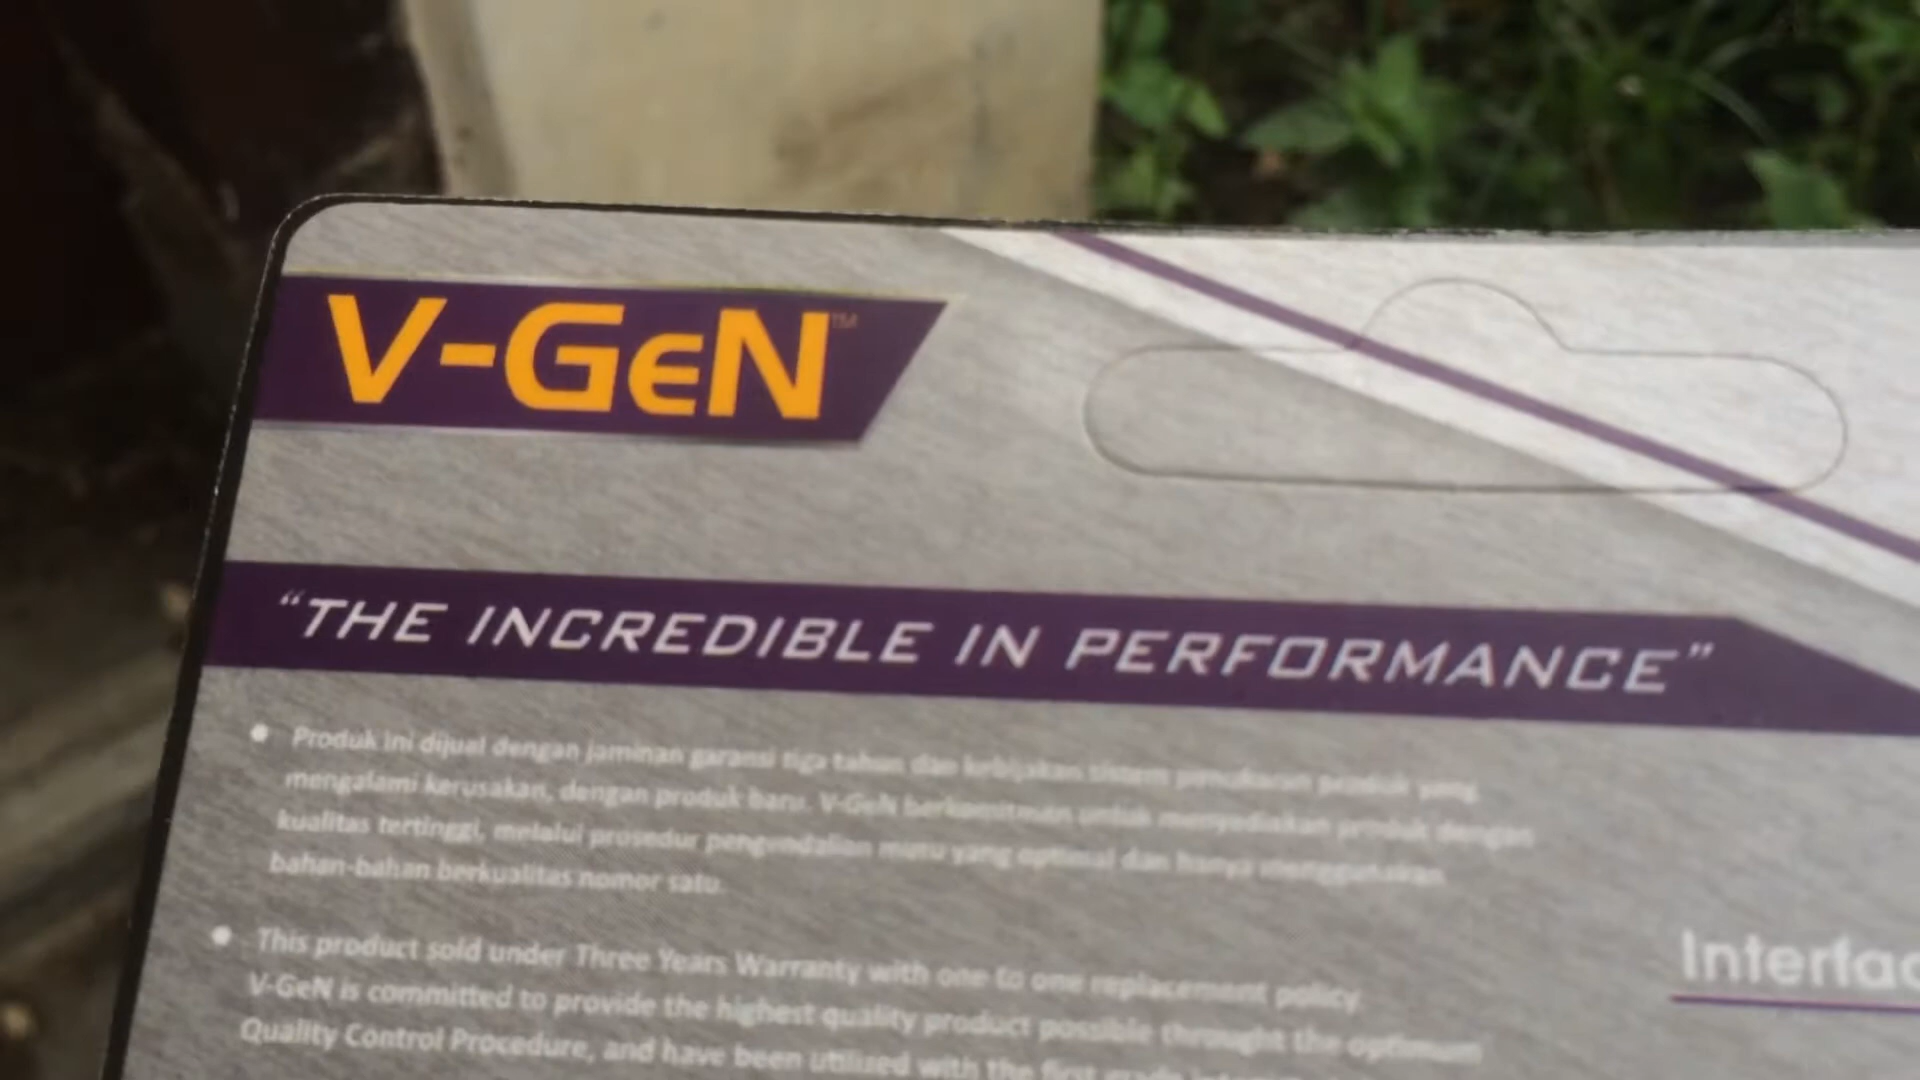 V-GeN™
“THE INCREDIBLE IN PERFORMANCE”
Produk ini dijual dengan jaminan garansi tiga tahun dan kebijakan sistem penukaran produk yang
mengalami kerusakan, dengan produk baru. V-GeN berkomitmen untuk menyediakan produk dengan
kualitas tertinggi, melalui prosedur pengendalian mutu yang optimal dan hanya menggunakan
bahan-bahan berkualitas nomor satu.
This product sold under Three Years Warranty with one to one replacement policy.
V-GeN is committed to provide the highest quality product possible throught the optimum
Quality Control Procedure, and have been utilized with the first grade
Interfac